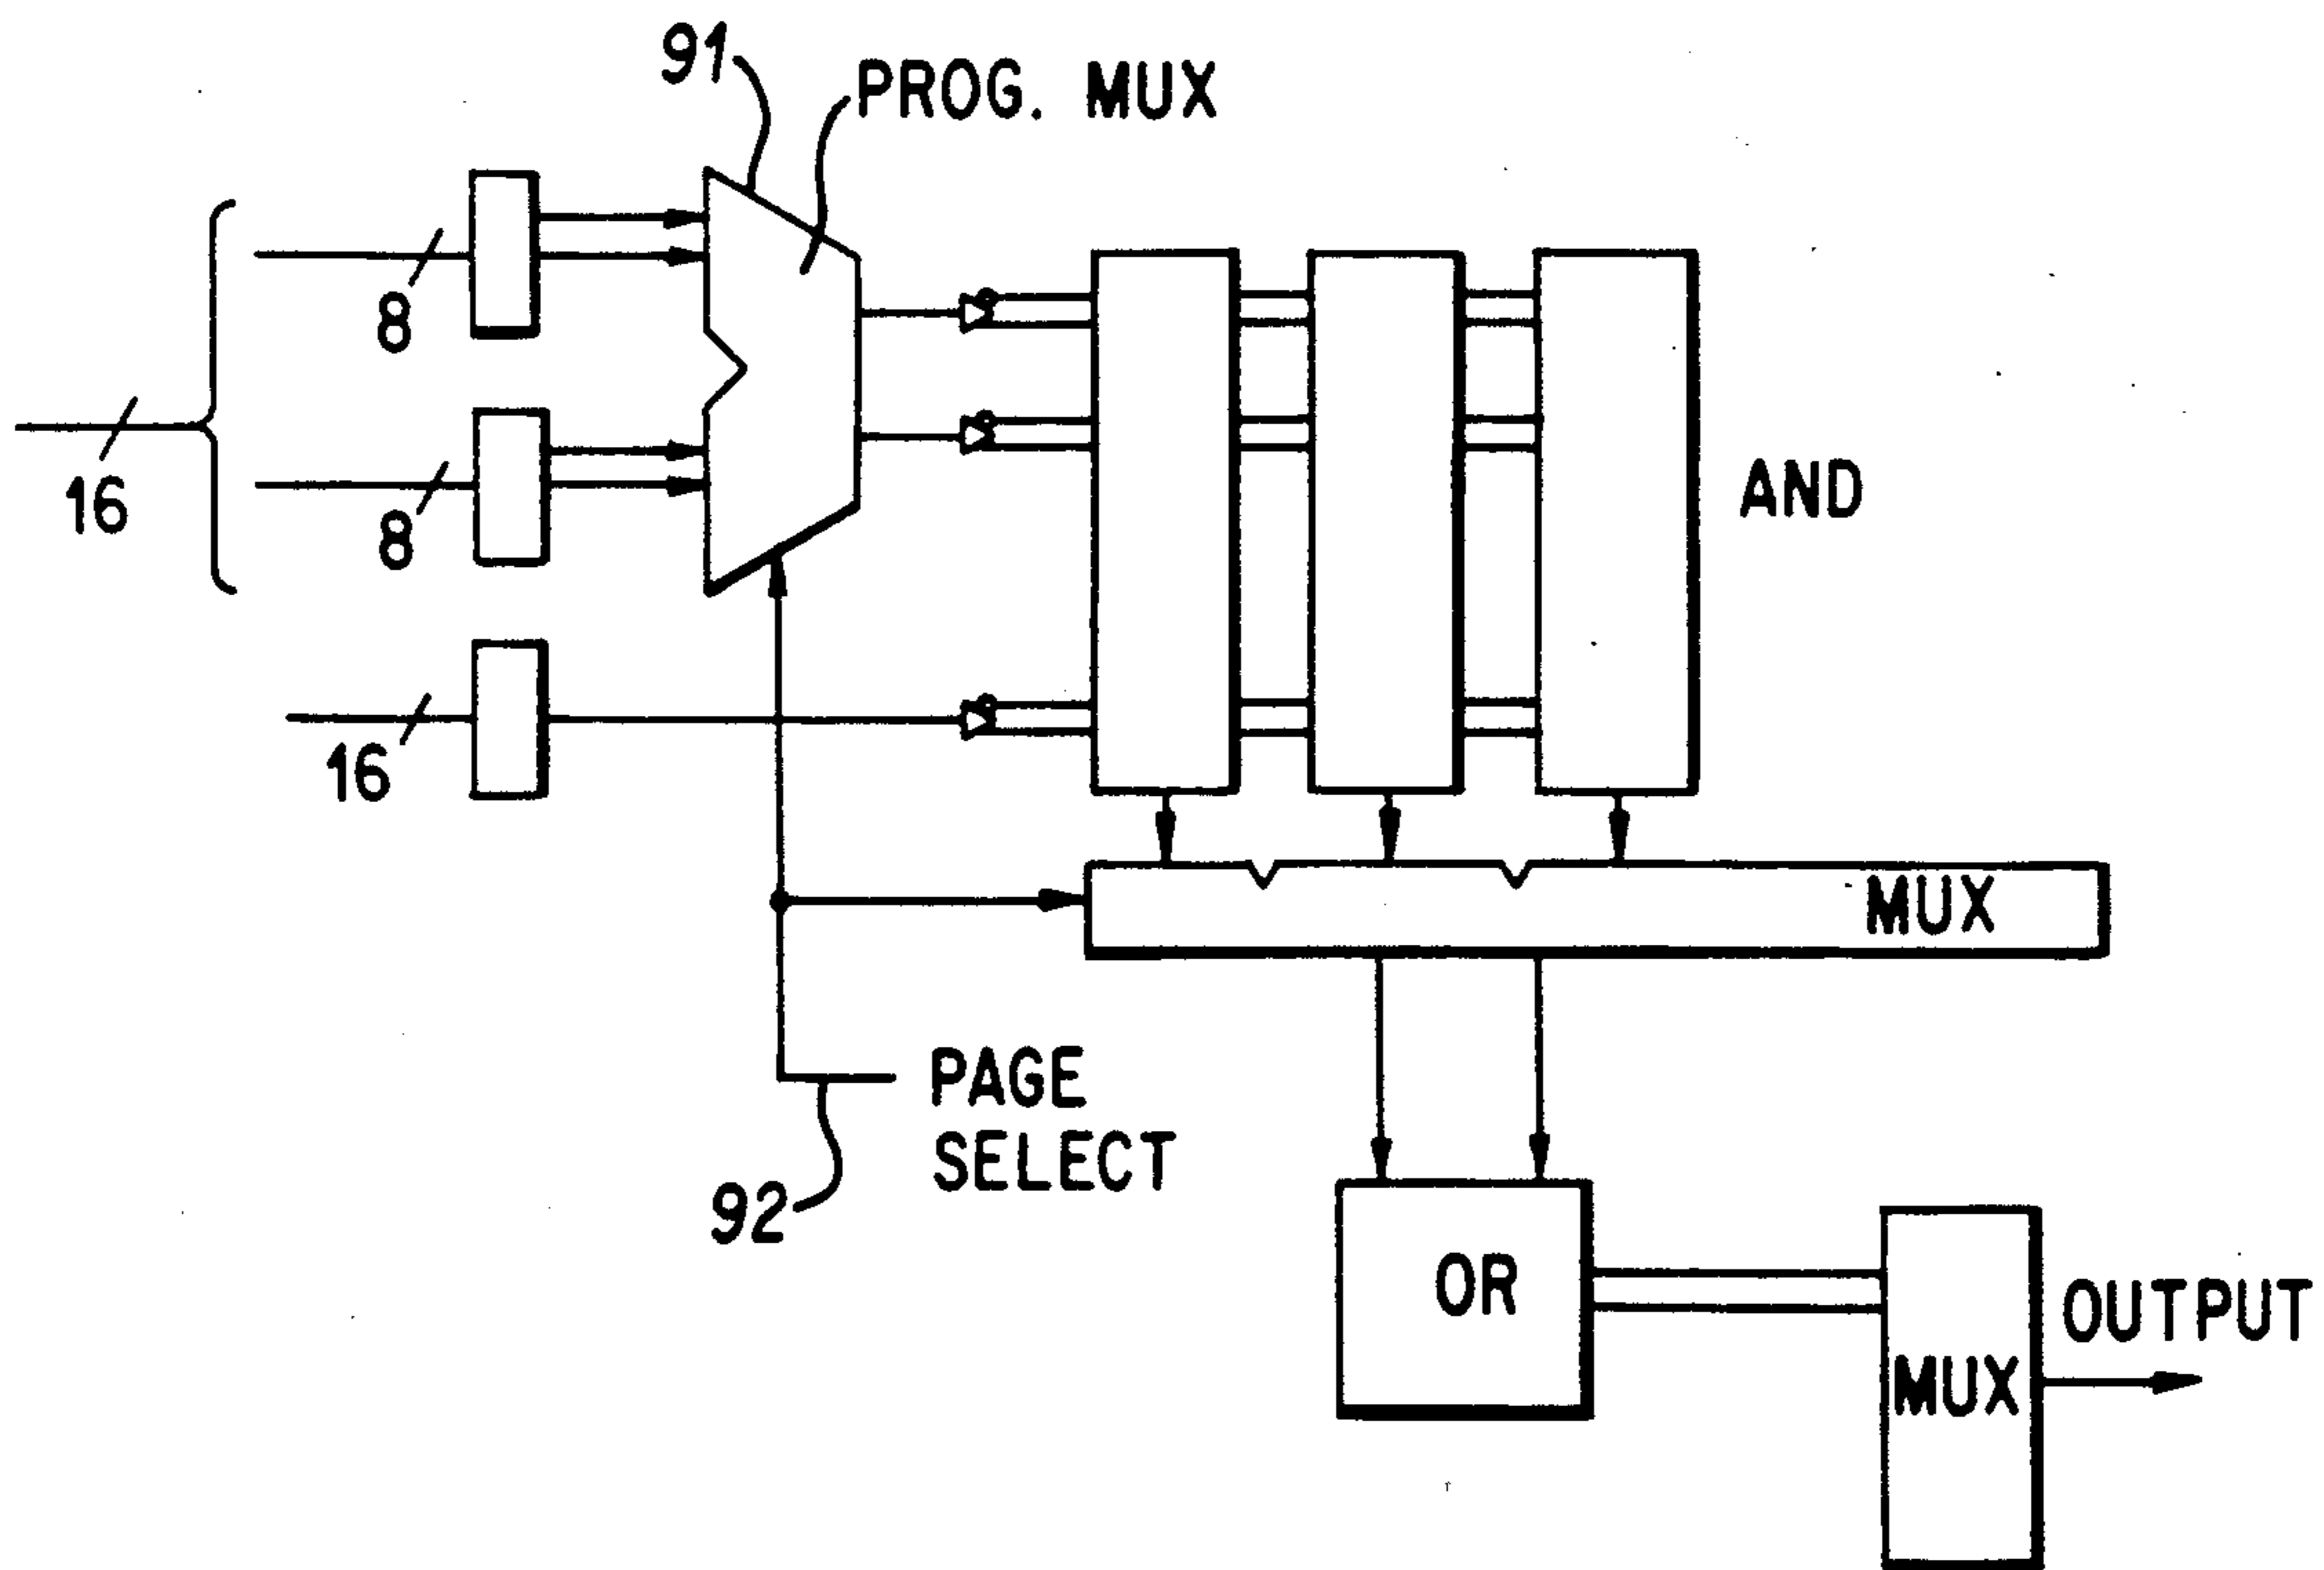 91
PROG. MUX
8
16
8
AND
16
MUX
PAGE
SELECT
92
OR
OUTPUT
MUX